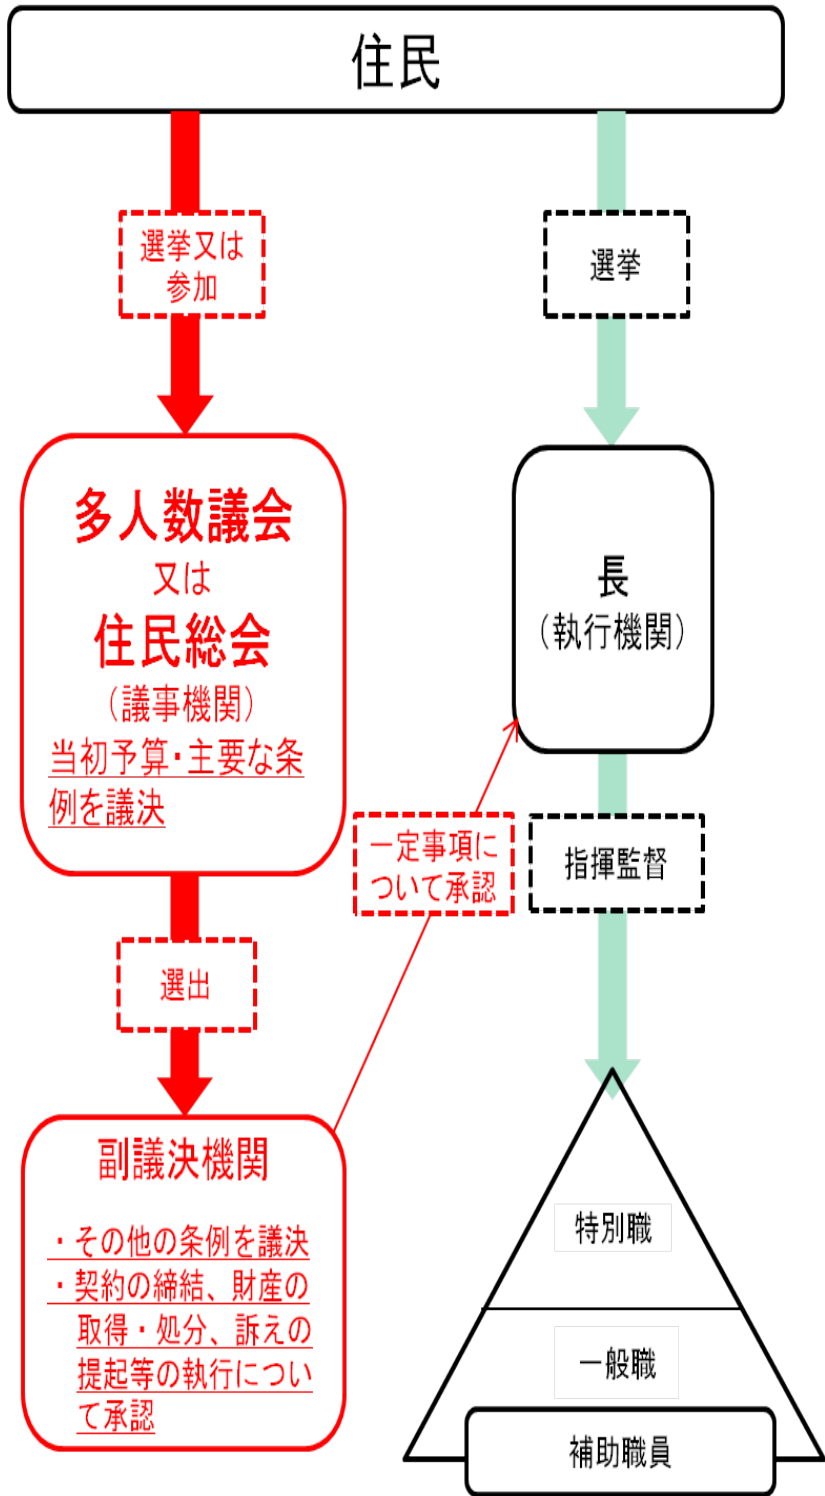 住民
選挙又は
参加
選挙
多人数議会
又は
住民総会
（議事機関）
当初予算・主要な条
例を議決
長
（執行機関）
一定事項に
ついて承認
指揮監督
選出
副議決機関
・その他の条例を議決
・契約の締結、財産の
取得・処分、訴えの
提起等の執行につい
て承認
特別職
一般職
補助職員